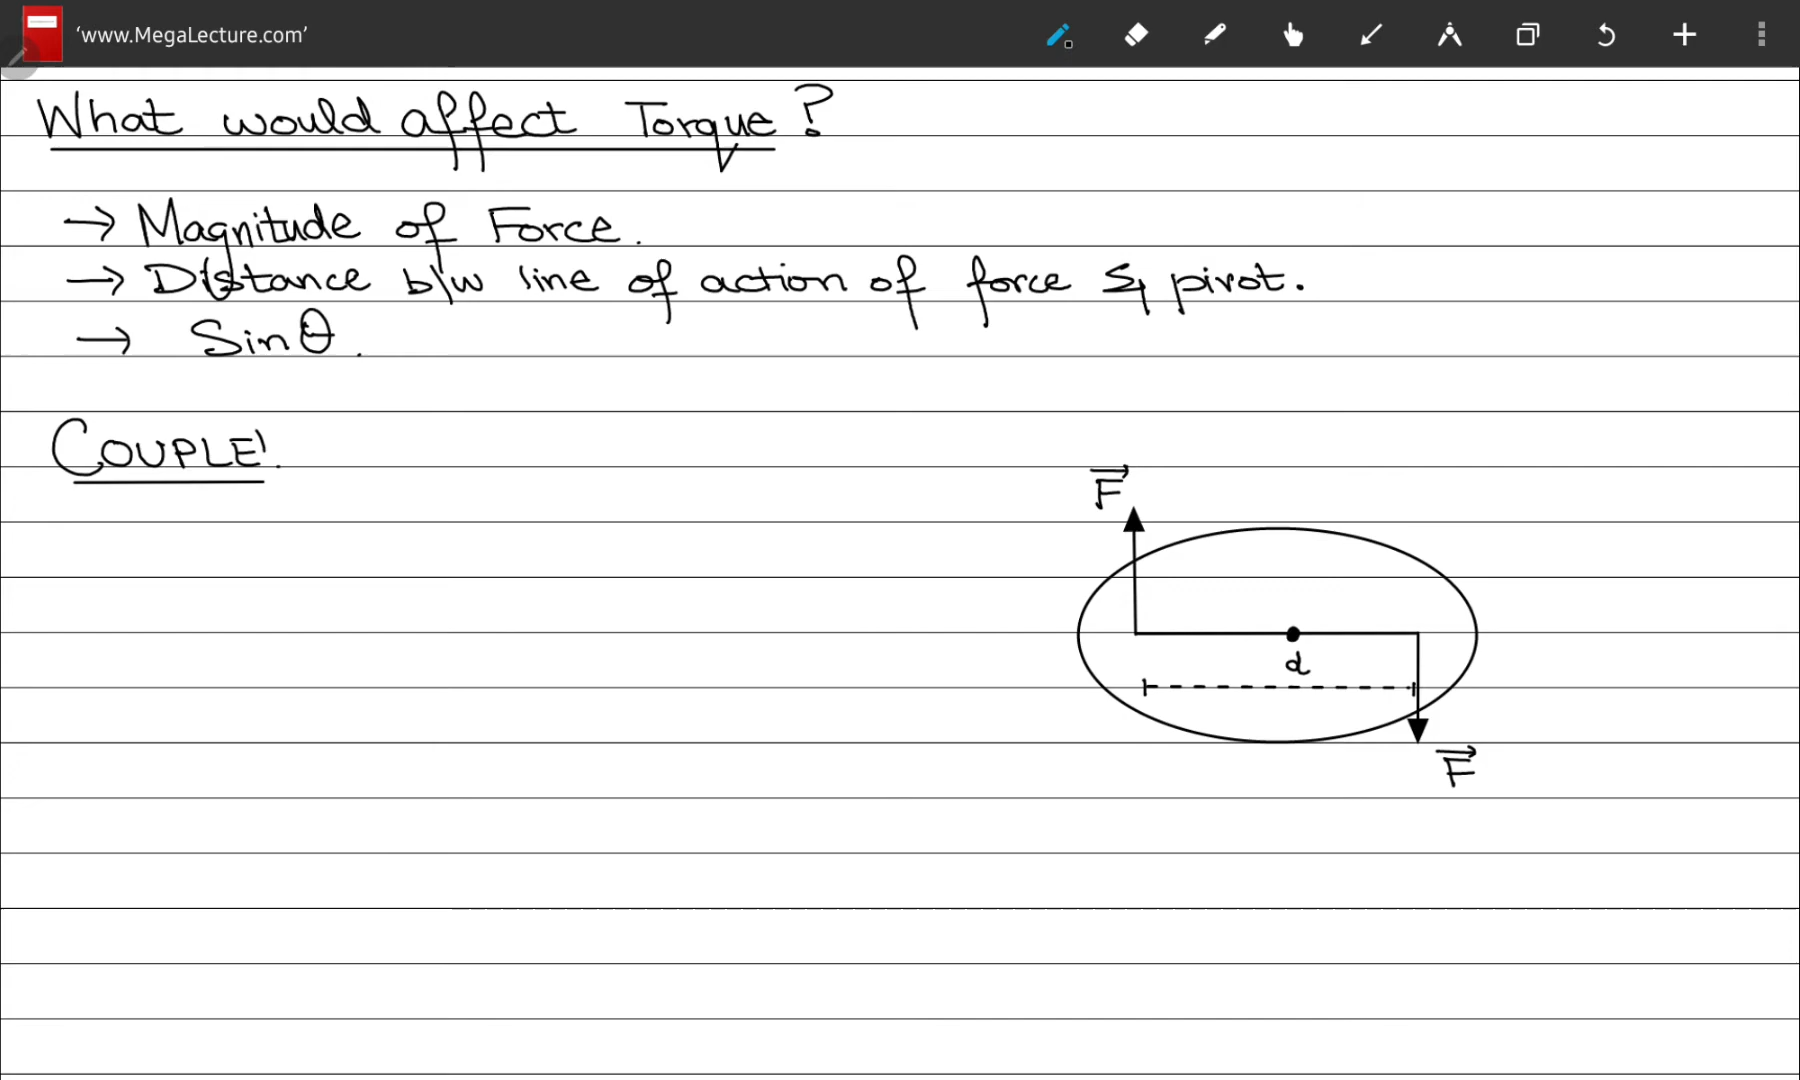 ‘www.MegaLecture.com’
What would affect Torque?
→ Magnitude of Force.
→ Distance b/w line of action of force & pivot.
→ Sinθ.
COUPLE!
F
d
F